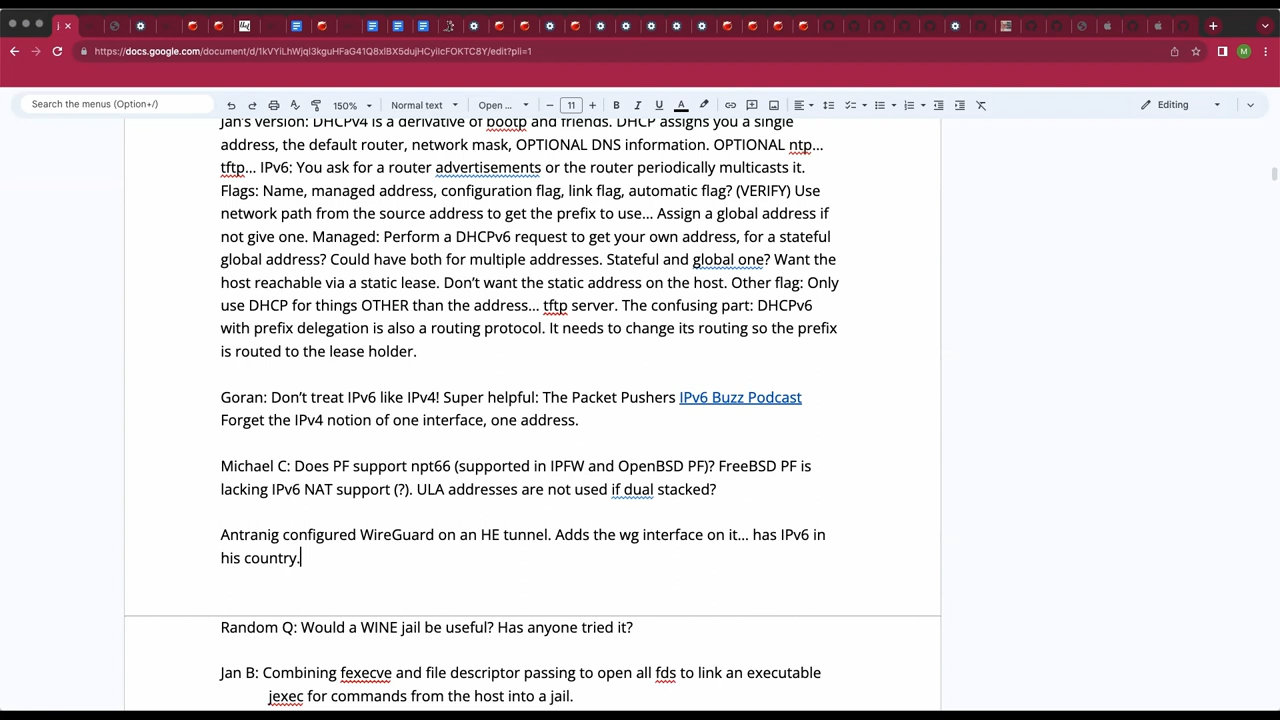 https://docs.google.com/document/d/1kVYiLhWjqI3kguHFaG41Q8xlBX5dujHCyiIcFOKTC8Y/edit?pli=1
M
Search the menus (Option+/)
150%
Normal text
Open ...
11
B
I
U
A
Editing
Jan's version: DHCPv4 is a derivative of bootp and friends. DHCP assigns you a single
address, the default router, network mask, OPTIONAL DNS information. OPTIONAL ntp...
tftp... IPv6: You ask for a router advertisements or the router periodically multicasts it.
Flags: Name, managed address, configuration flag, link flag, automatic flag? (VERIFY) Use
network path from the source address to get the prefix to use... Assign a global address if
not give one. Managed: Perform a DHCPv6 request to get your own address, for a stateful
global address? Could have both for multiple addresses. Stateful and global one? Want the
host reachable via a static lease. Don't want the static address on the host. Other flag: Only
use DHCP for things OTHER than the address... tftp server. The confusing part: DHCPv6
with prefix delegation is also a routing protocol. It needs to change its routing so the prefix
is routed to the lease holder.
Goran: Don't treat IPv6 like IPv4! Super helpful: The Packet Pushers IPv6 Buzz Podcast
Forget the IPv4 notion of one interface, one address.
Michael C: Does PF support npt66 (supported in IPFW and OpenBSD PF)? FreeBSD PF is
lacking IPv6 NAT support (?). ULA addresses are not used if dual stacked?
Antranig configured WireGuard on an HE tunnel. Adds the wg interface on it... has IPv6 in
his country.
Random Q: Would a WINE jail be useful? Has anyone tried it?
Jan B: Combining fexecve and file descriptor passing to open all fds to link an executable
jexec for commands from the host into a jail.